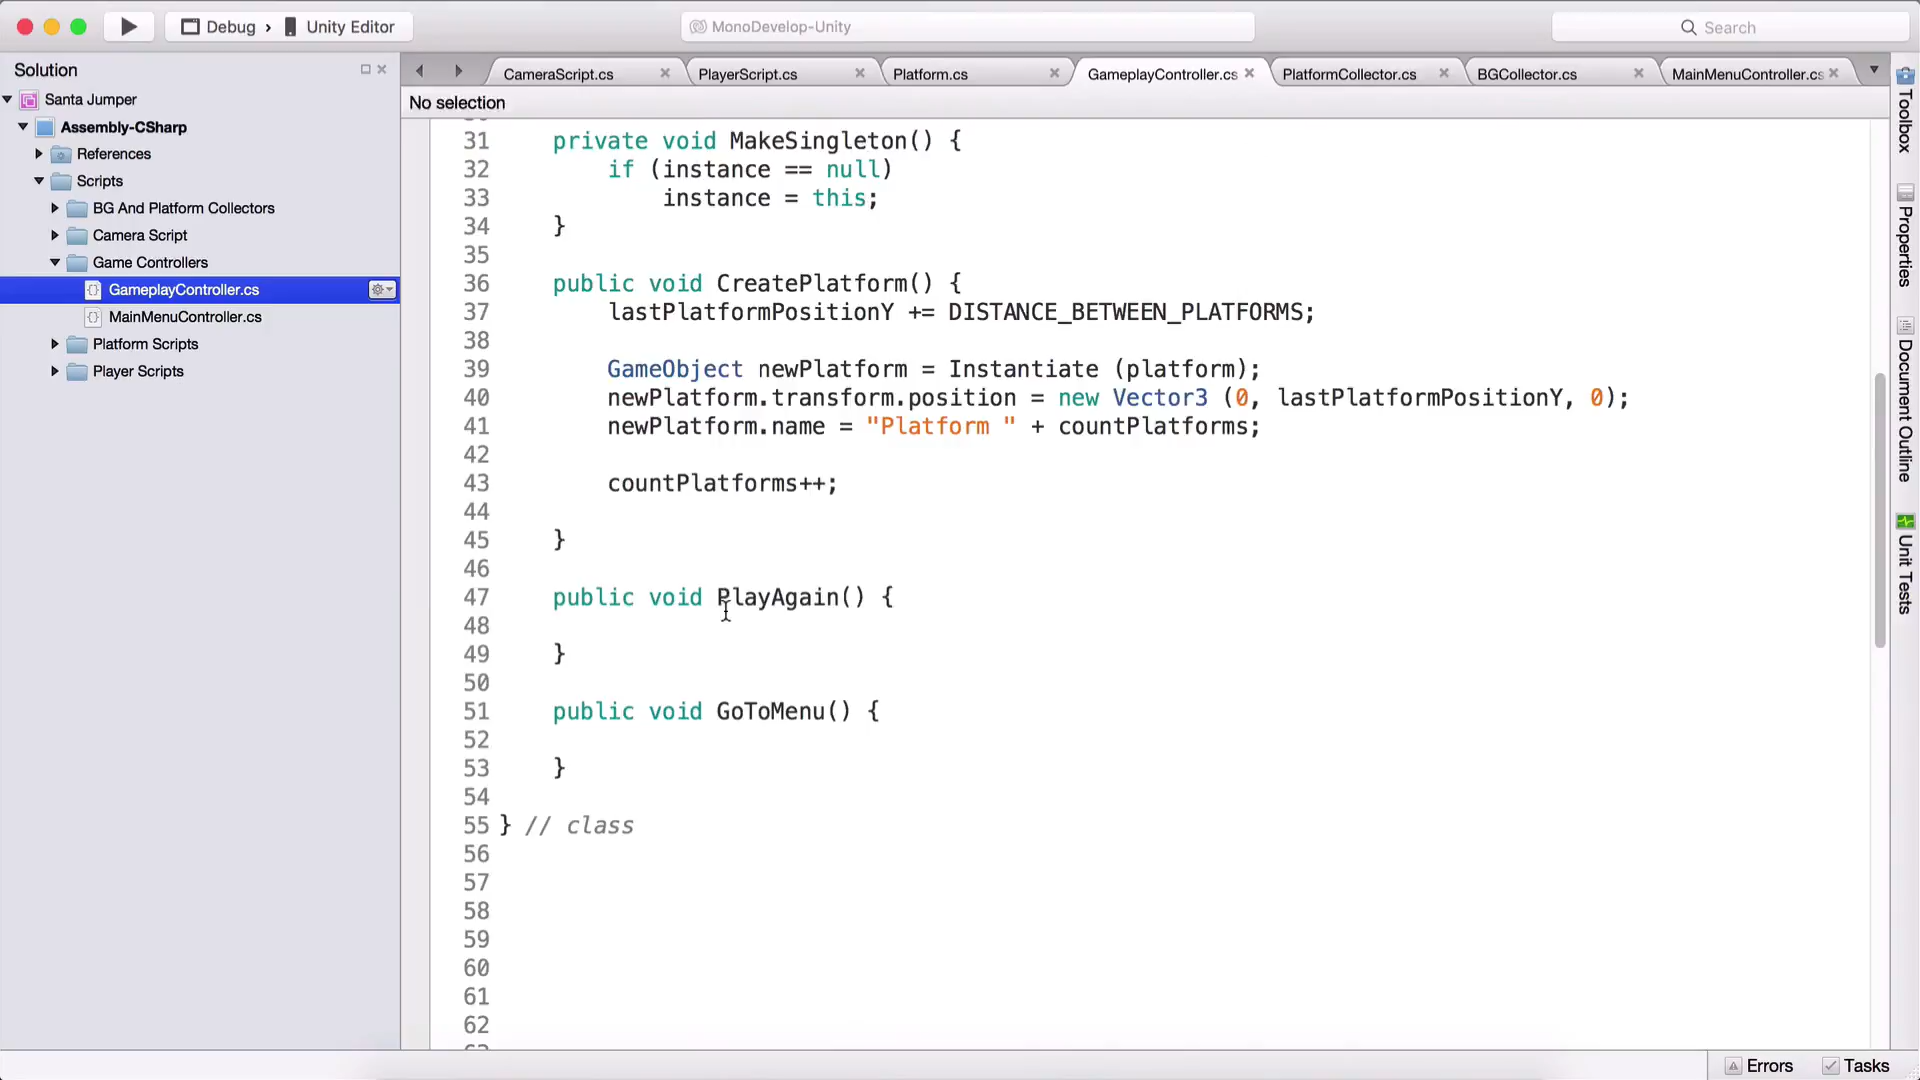 Debug › Unity Editor
MonoDevelop-Unity
Search
Solution
Santa Jumper
Assembly-CSharp
References
Scripts
BG And Platform Collectors
Camera Script
Game Controllers
GameplayController.cs
MainMenuController.cs
Platform Scripts
Player Scripts
CameraScript.cs
PlayerScript.cs
Platform.cs
GameplayController.cs
PlatformCollector.cs
BGCollector.cs
MainMenuController.cs
No selection
31 private void MakeSingleton() {
32 if (instance == null)
33 instance = this;
34 }
35
36 public void CreatePlatform() {
37 lastPlatformPositionY += DISTANCE_BETWEEN_PLATFORMS;
38
39 GameObject newPlatform = Instantiate (platform);
40 newPlatform.transform.position = new Vector3 (0, lastPlatformPositionY, 0);
41 newPlatform.name = "Platform " + countPlatforms;
42
43 countPlatforms++;
44
45 }
46
47 public void PlayAgain() {
48
49 }
50
51 public void GoToMenu() {
52
53 }
54
55 } // class
56
57
58
59
60
61
62
Toolbox
Properties
Document Outline
Unit Tests
Errors
Tasks